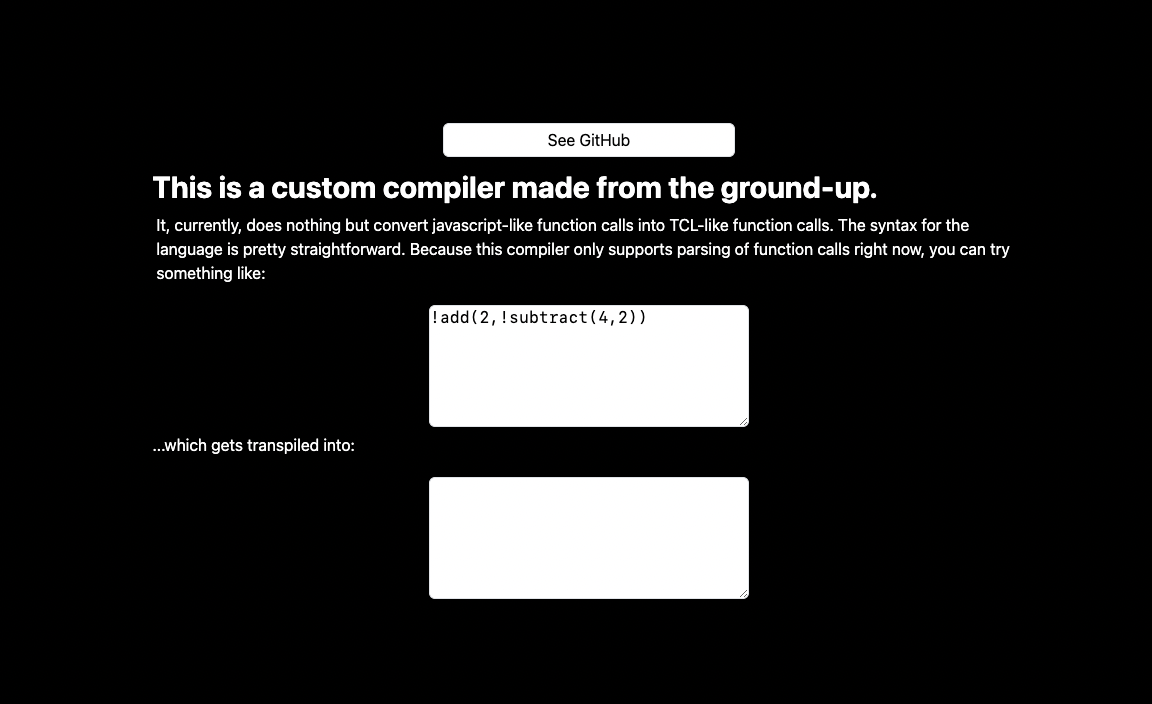 See GitHub
This is a custom compiler made from the ground-up.
It, currently, does nothing but convert javascript-like function calls into TCL-like function calls. The syntax for the
language is pretty straightforward. Because this compiler only supports parsing of function calls right now, you can try
something like:
!add(2,!subtract(4,2))
...which gets transpiled into: